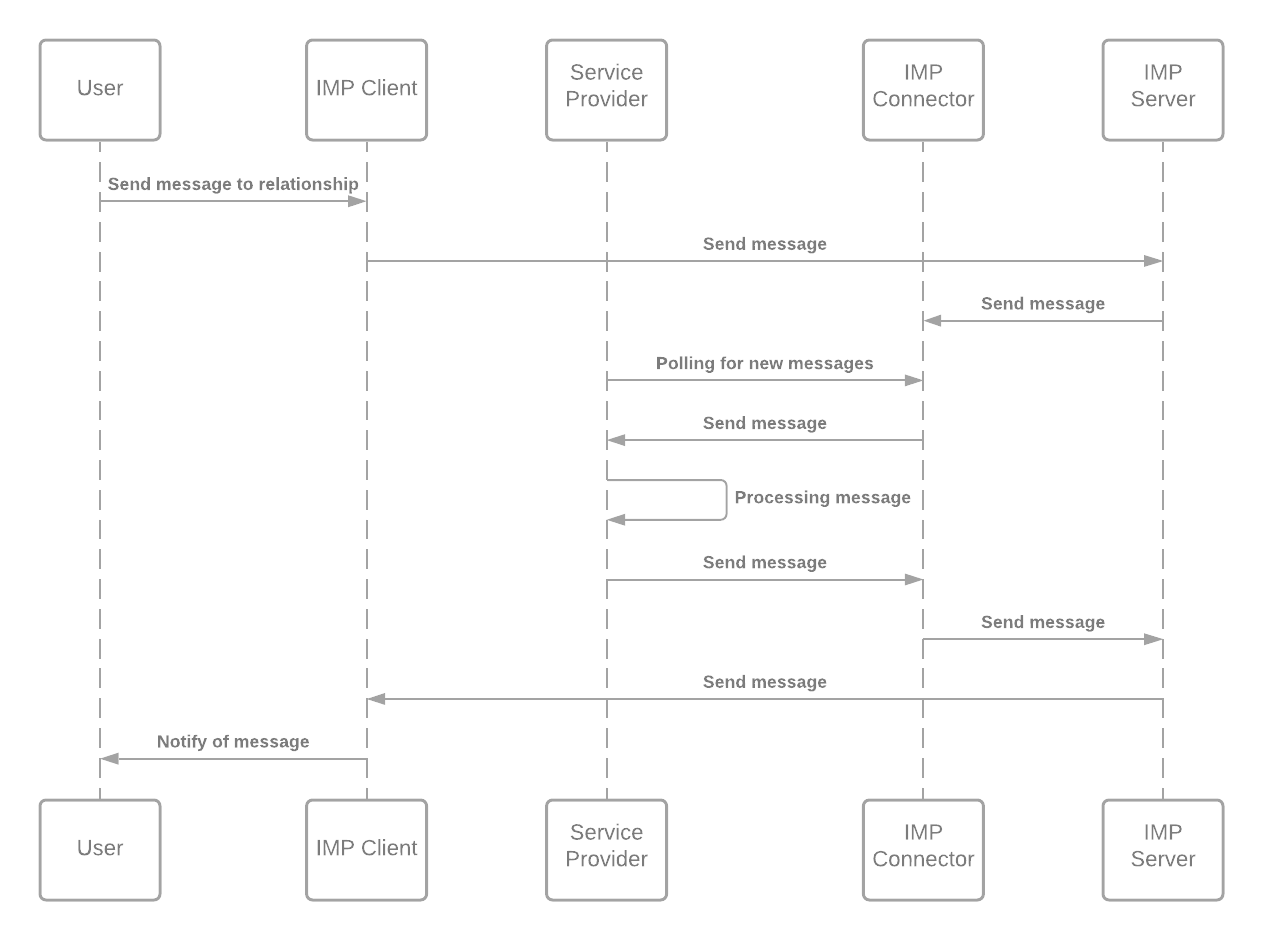 User
IMP Client
Service
Provider
IMP
Connector
IMP
Server
Send message to relationship
Send message
Send message
Polling for new messages
Send message
Processing message
Send message
Send message
Send message
Notify of message
User
IMP Client
Service
Provider
IMP
Connector
IMP
Server